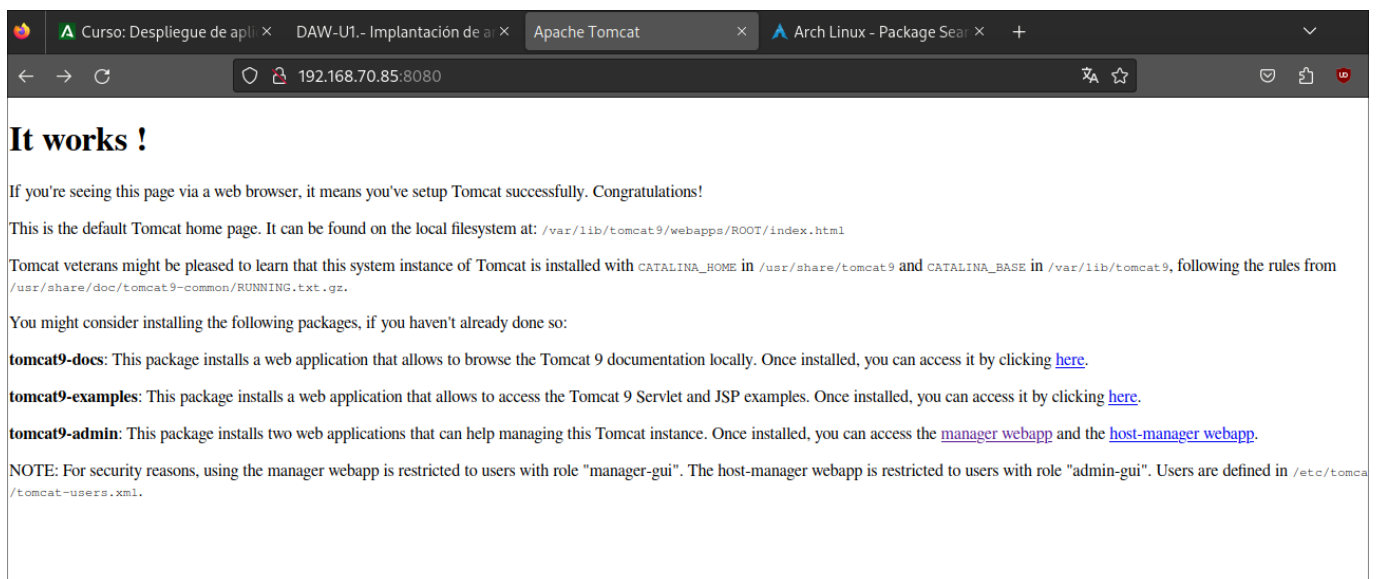 Curso: Despliegue de apli
DAW-U1.- Implantación de a
Apache Tomcat
Arch Linux - Package Sear
192.168.70.85:8080
It works !
If you're seeing this page via a web browser, it means you've setup Tomcat successfully. Congratulations!
This is the default Tomcat home page. It can be found on the local filesystem at: /var/lib/tomcat9/webapps/ROOT/index.html
Tomcat veterans might be pleased to learn that this system instance of Tomcat is installed with CATALINA_HOME in /usr/share/tomcat9 and CATALINA_BASE in /var/lib/tomcat9, following the rules from
/usr/share/doc/tomcat9-common/RUNNING.txt.gz.
You might consider installing the following packages, if you haven't already done so:
tomcat9-docs: This package installs a web application that allows to browse the Tomcat 9 documentation locally. Once installed, you can access it by clicking here.
tomcat9-examples: This package installs a web application that allows to access the Tomcat 9 Servlet and JSP examples. Once installed, you can access it by clicking here.
tomcat9-admin: This package installs two web applications that can help managing this Tomcat instance. Once installed, you can access the manager webapp and the host-manager webapp.
NOTE: For security reasons, using the manager webapp is restricted to users with role "manager-gui". The host-manager webapp is restricted to users with role "admin-gui". Users are defined in /etc/tomca
/tomcat-users.xml.